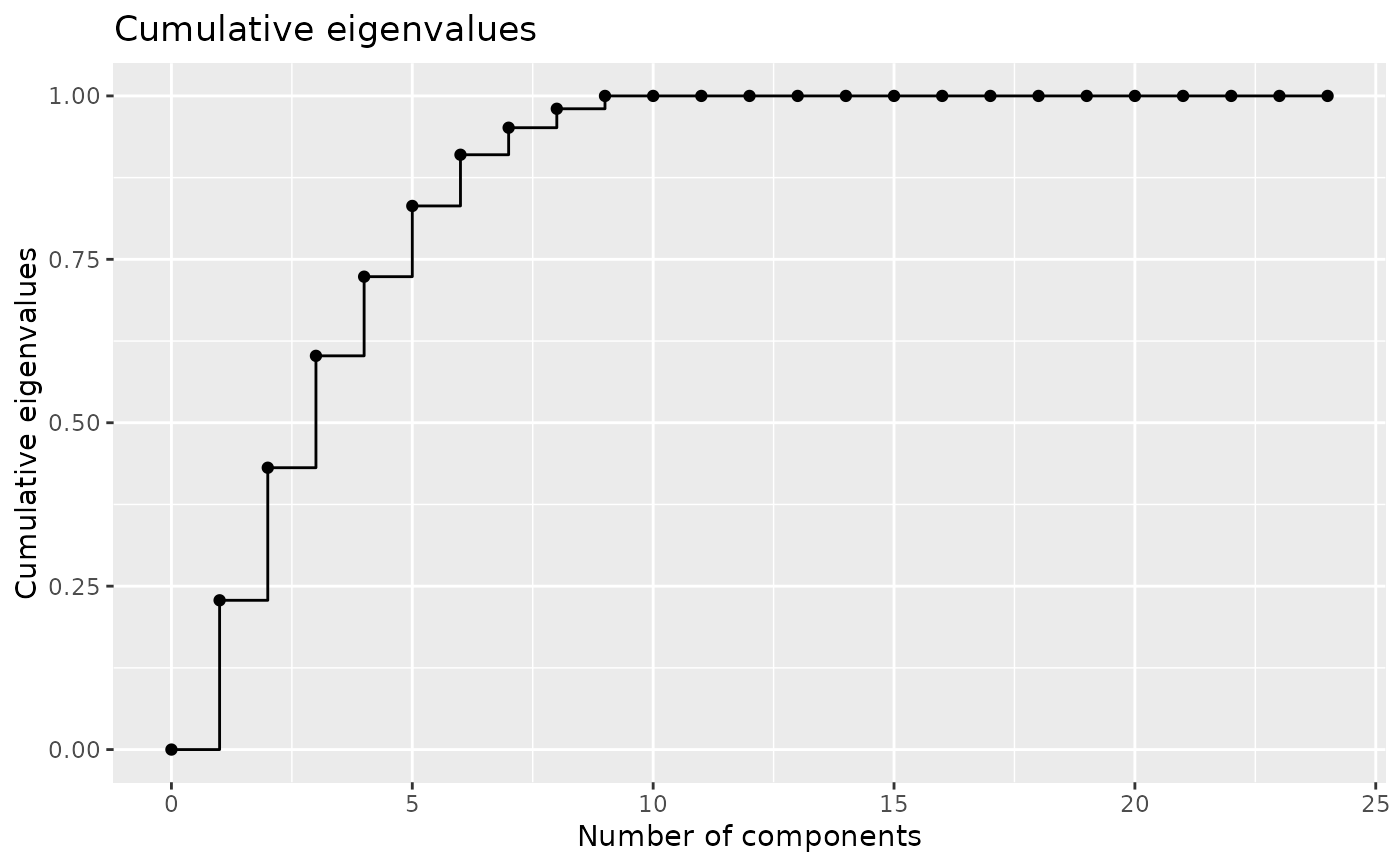 Cumulative eigenvalues
Cumulative eigenvalues
1.00
0.75
0.50
0.25
0.00
0 5 10 15 20 25
Number of components